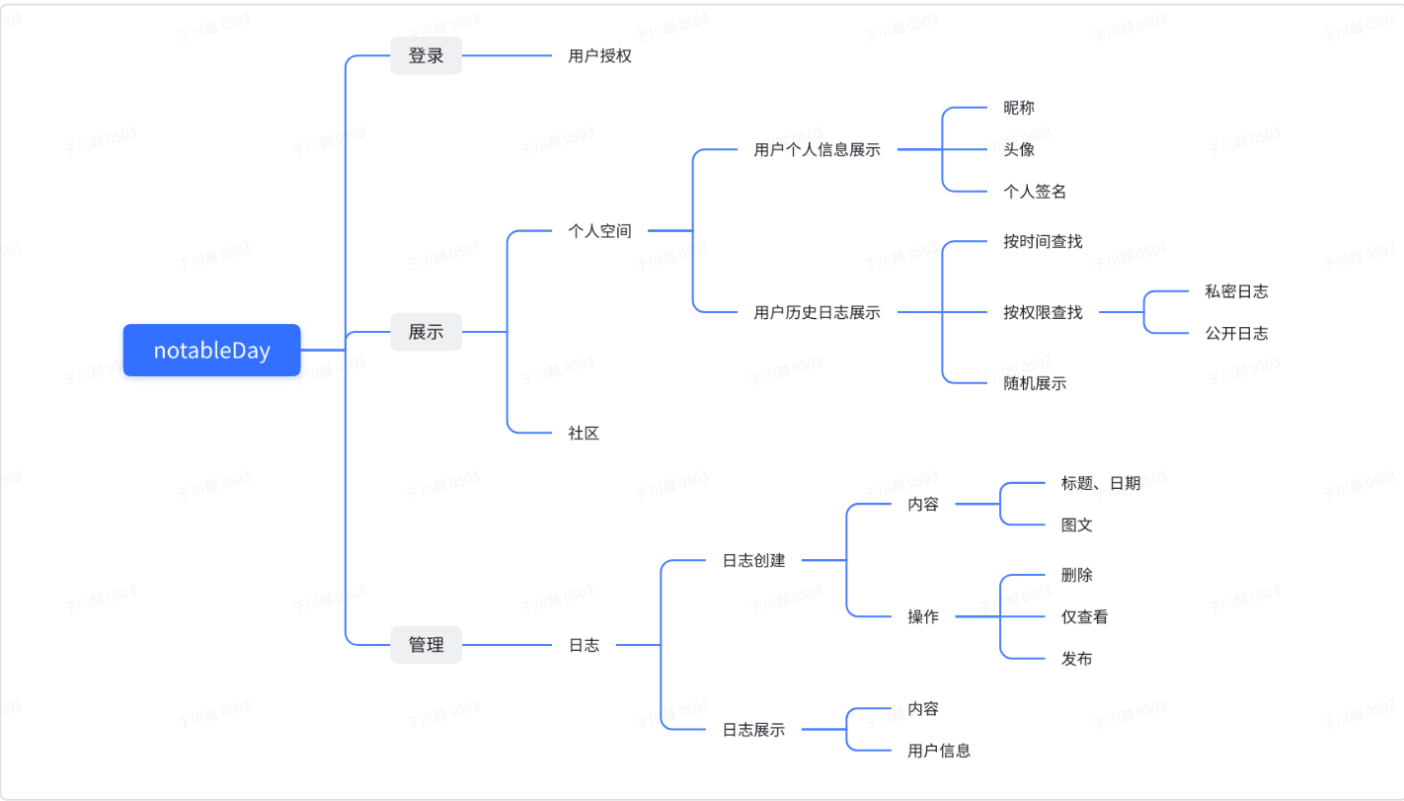 登录
用户授权
昵称
用户个人信息展示
头像
个人签名
个人空间
按时间查找
私密日志
用户历史日志展示
按权限查找
公开日志
展示
notableDay
随机展示
社区
标题、日期
内容
图文
日志创建
删除
操作
仅查看
管理
日志
发布
内容
日志展示
用户信息
于川越 0503